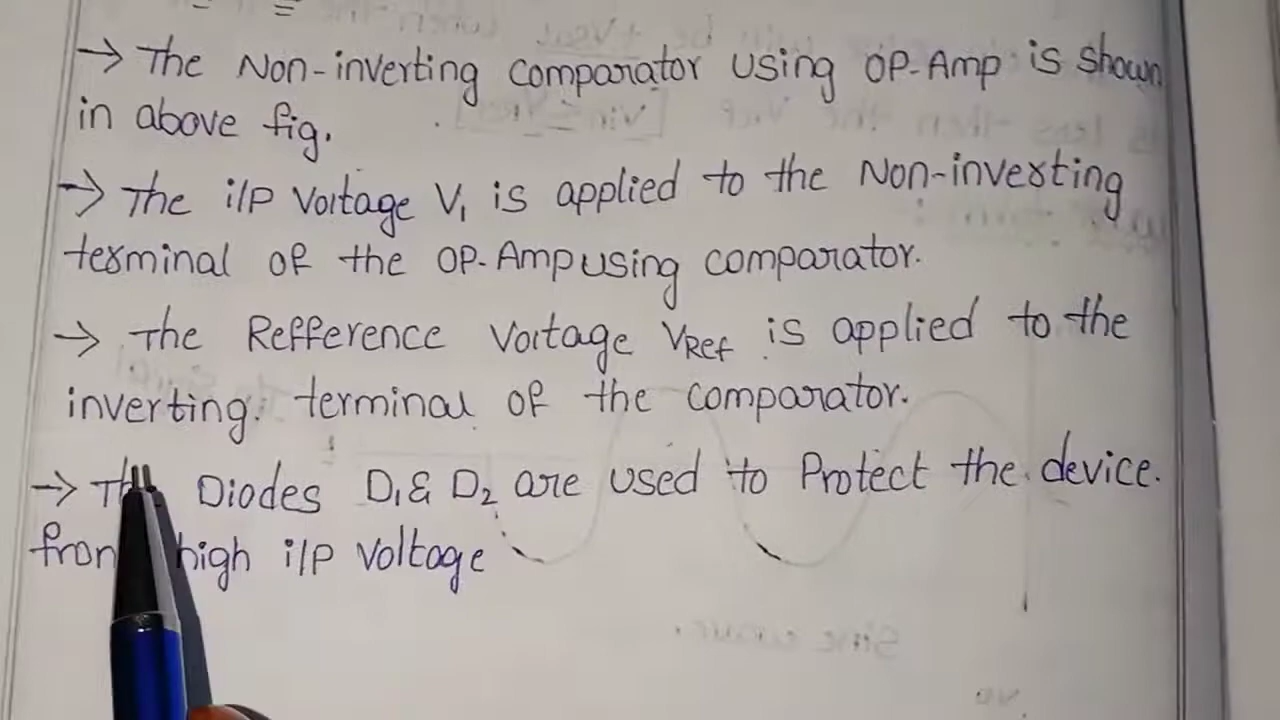 → The Non-inverting comparator using OP-Amp is shown
in above fig.
→ The i/p Voltage V₁ is applied to the Non-inverting
terminal of the OP-Amp using comparator.
→ The Refference Voltage VRef is applied to the
inverting. terminal of the comparator.
→ The Diodes D₁ & D₂ are used to Protect the device.
from high i/p Voltage